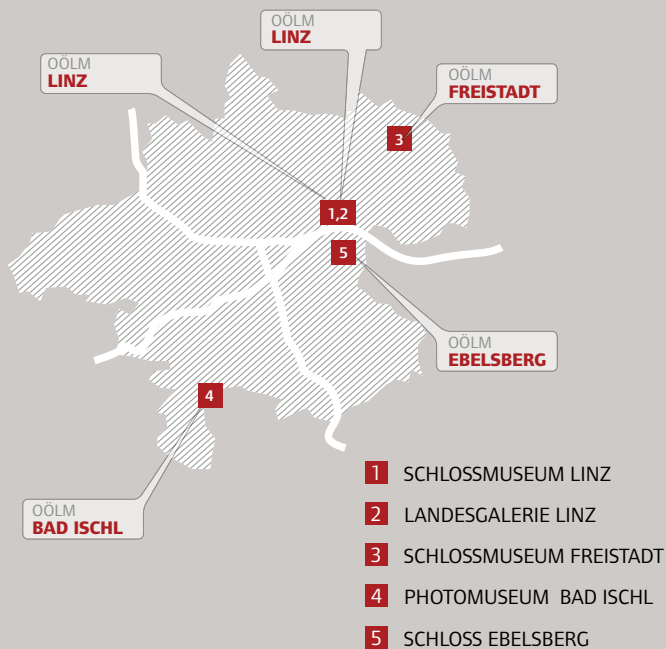 OÖLM
LINZ
OÖLM
LINZ
OÖLM
FREISTADT
3
1,2
5
OÖLM
EBELSBERG
4
OÖLM
BAD ISCHL
1 SCHLOSSMUSEUM LINZ
2 LANDESGALERIE LINZ
3 SCHLOSSMUSEUM FREISTADT
4 PHOTOMUSEUM BAD ISCHL
5 SCHLOSS EBELSBERG